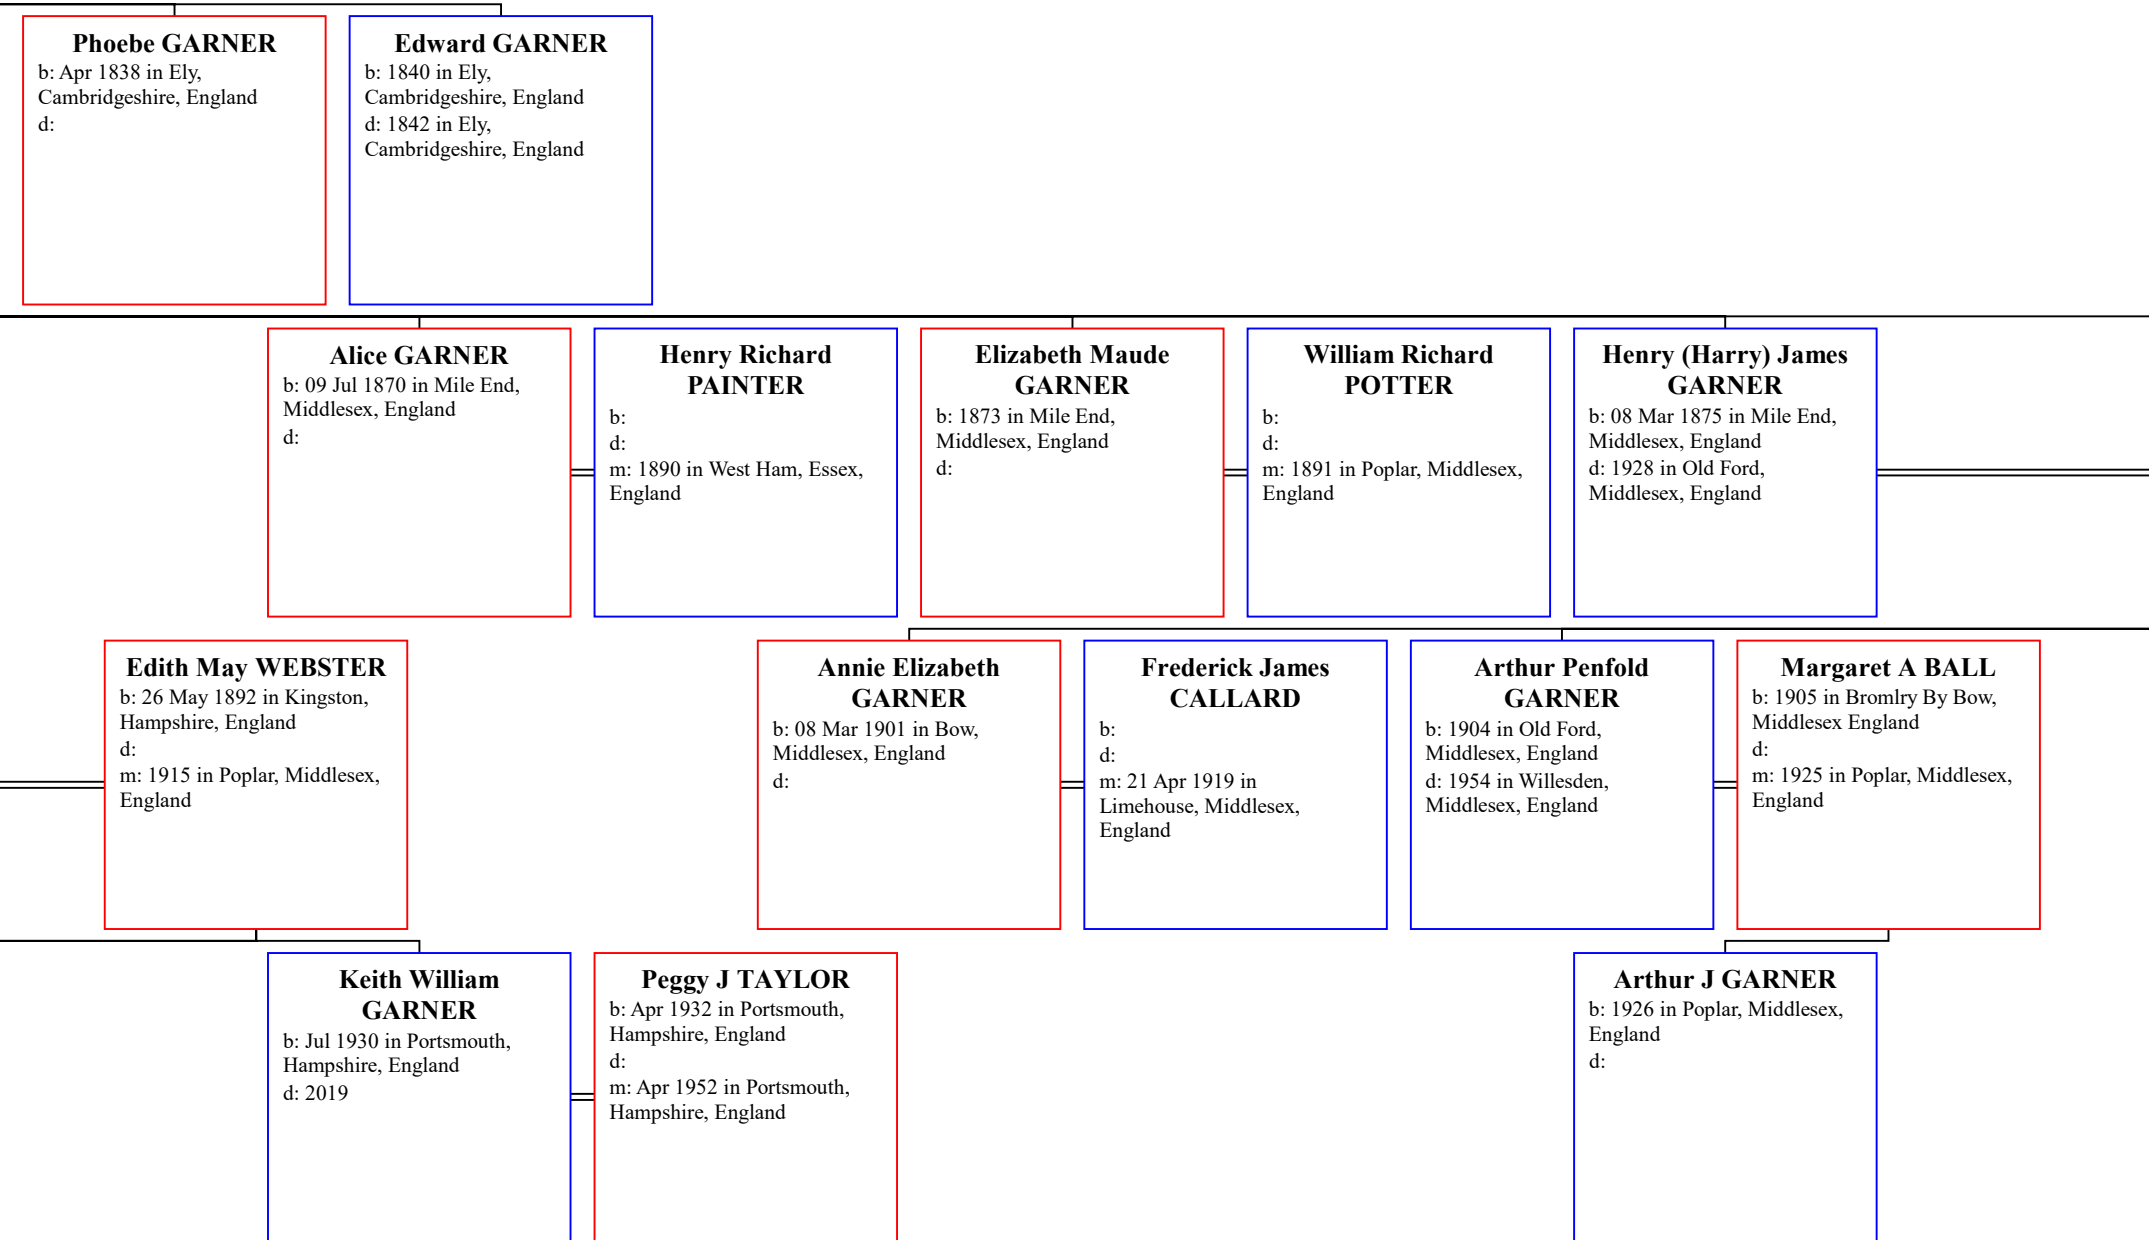 Phoebe GARNER
b: Apr 1838 in Ely,
Cambridgeshire, England
d:
Edward GARNER
b: 1840 in Ely,
Cambridgeshire, England
d: 1842 in Ely,
Cambridgeshire, England
Alice GARNER
b: 09 Jul 1870 in Mile End,
Middlesex, England
d:
Henry Richard
PAINTER
b:
d:
m: 1890 in West Ham, Essex,
England
Elizabeth Maude
GARNER
b: 1873 in Mile End,
Middlesex, England
d:
William Richard
POTTER
b:
d:
m: 1891 in Poplar, Middlesex,
England
Henry (Harry) James
GARNER
b: 08 Mar 1875 in Mile End,
Middlesex, England
d: 1928 in Old Ford,
Middlesex, England
Edith May WEBSTER
b: 26 May 1892 in Kingston,
Hampshire, England
d:
m: 1915 in Poplar, Middlesex,
England
Annie Elizabeth
GARNER
b: 08 Mar 1901 in Bow,
Middlesex, England
d:
Frederick James
CALLARD
b:
d:
m: 21 Apr 1919 in
Limehouse, Middlesex,
England
Arthur Penfold
GARNER
b: 1904 in Old Ford,
Middlesex, England
d: 1954 in Willesden,
Middlesex, England
Margaret A BALL
b: 1905 in Bromlry By Bow,
Middlesex England
d:
m: 1925 in Poplar, Middlesex,
England
Keith William
GARNER
b: Jul 1930 in Portsmouth,
Hampshire, England
d: 2019
Peggy J TAYLOR
b: Apr 1932 in Portsmouth,
Hampshire, England
d:
m: Apr 1952 in Portsmouth,
Hampshire, England
Arthur J GARNER
b: 1926 in Poplar, Middlesex,
England
d: